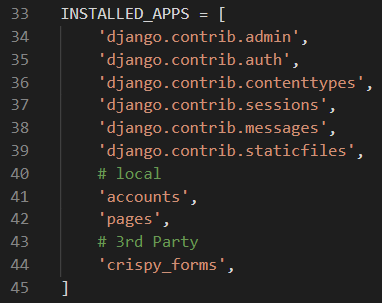 33 INSTALLED_APPS = [
34     'django.contrib.admin',
35     'django.contrib.auth',
36     'django.contrib.contenttypes',
37     'django.contrib.sessions',
38     'django.contrib.messages',
39     'django.contrib.staticfiles',
40     # local
41     'accounts',
42     'pages',
43     # 3rd Party
44     'crispy_forms',
45 ]